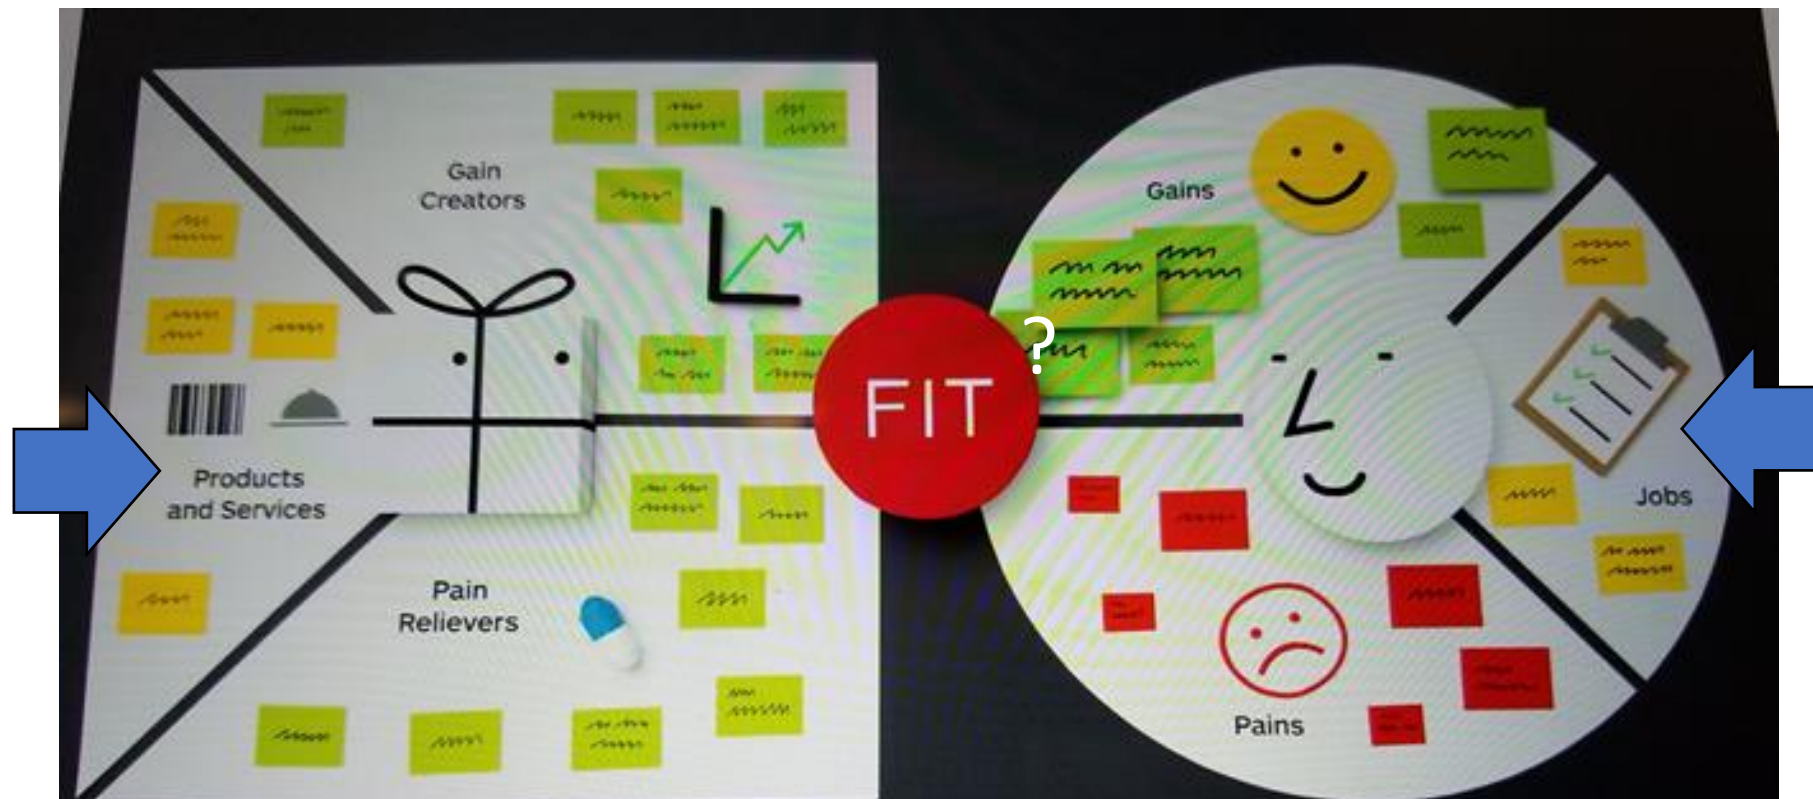 Gain
Creators
Products
and Services
Pain
Relievers
FIT
?
Gains
Jobs
Pains